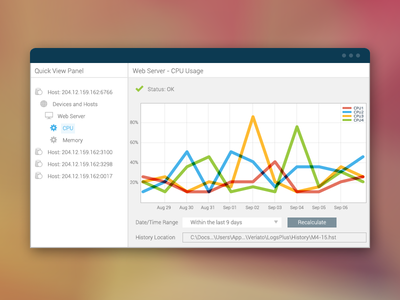 Quick View Panel
Web Server - CPU Usage
Host: 204.12.159.162:6766
Devices and Hosts
Web Server
CPU
Memory
Host: 204.12.159.162:3100
Host: 204.12.159.162:3298
Host: 204.12.159.162:0017
Status: OK
CPU1
CPU2
CPU3
CPU4
80%
60%
40%
20%
Aug 29
Aug 30
Aug 31
Sep 01
Sep 02
Sep 03
Sep 04
Sep 05
Sep 06
Date/Time Range:
Within the last 9 days
Recalculate
History Location
C:\Docs...\Users\App...\Veriato\LogsPlus\History\M4-15.hst